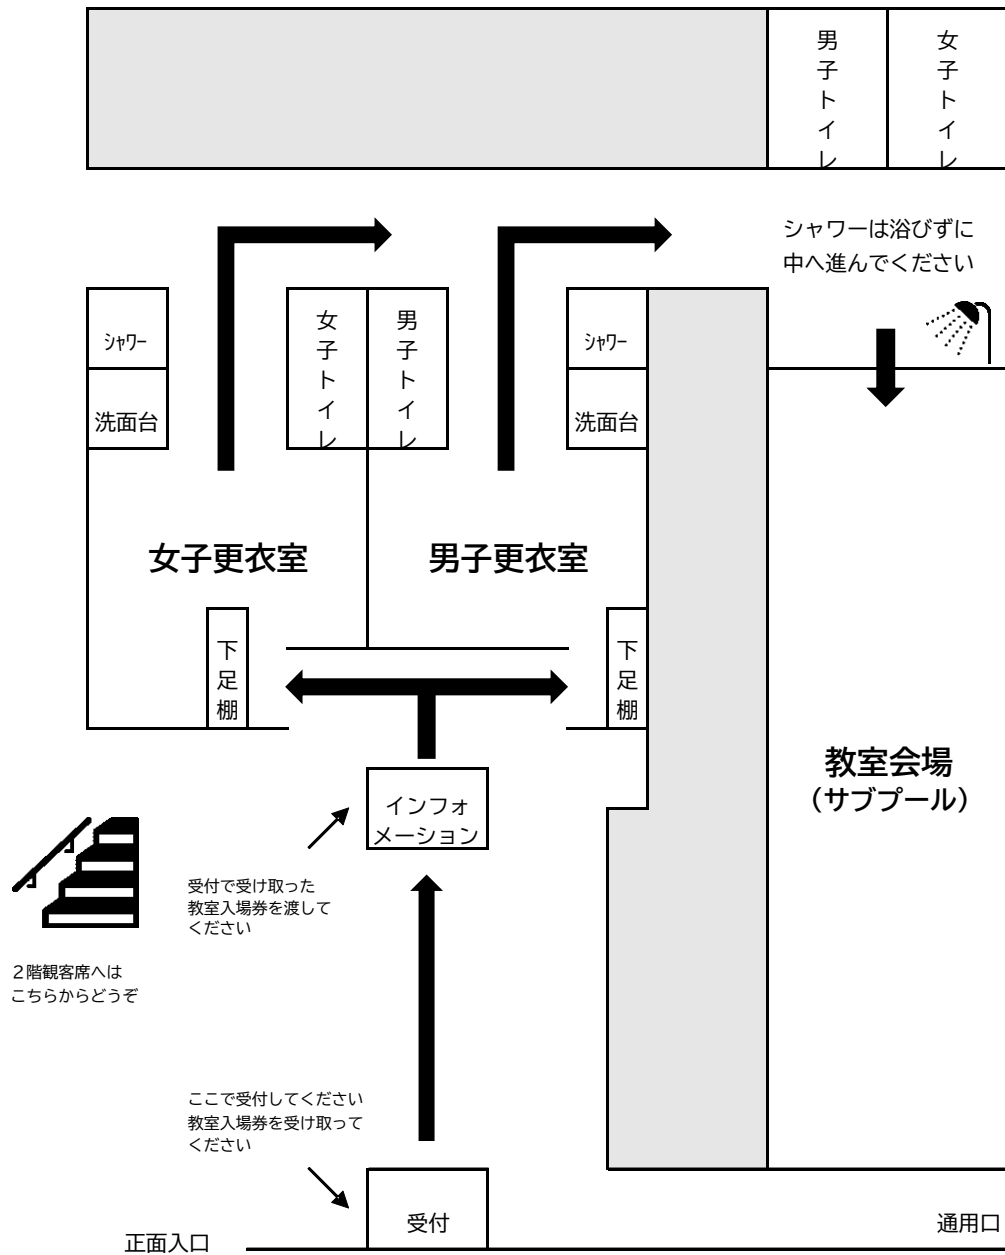 男子トイレ
女子トイレ
シャワーは浴びずに
中へ進んでください
ｼｬﾜｰ
女子トイレ
男子トイレ
ｼｬﾜｰ
洗面台
洗面台
女子更衣室
男子更衣室
下足棚
下足棚
教室会場
（サブプール）
インフォ
メーション
受付で受け取った
教室入場券を渡して
ください
２階観客席へは
こちらからどうぞ
ここで受付してください
教室入場券を受け取って
ください
受付
通用口
正面入口